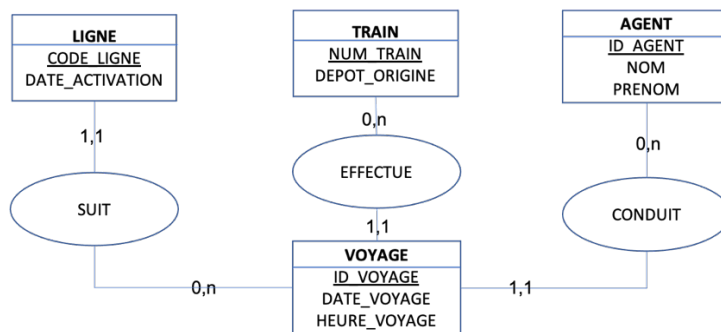 LIGNE
CODE_LIGNE
DATE_ACTIVATION
TRAIN
NUM_TRAIN
DEPOT_ORIGINE
AGENT
ID_AGENT
NOM
PRENOM
1,1
0,n
0,n
SUIT
EFFECTUE
CONDUIT
1,1
0,n
1,1
VOYAGE
ID_VOYAGE
DATE_VOYAGE
HEURE_VOYAGE